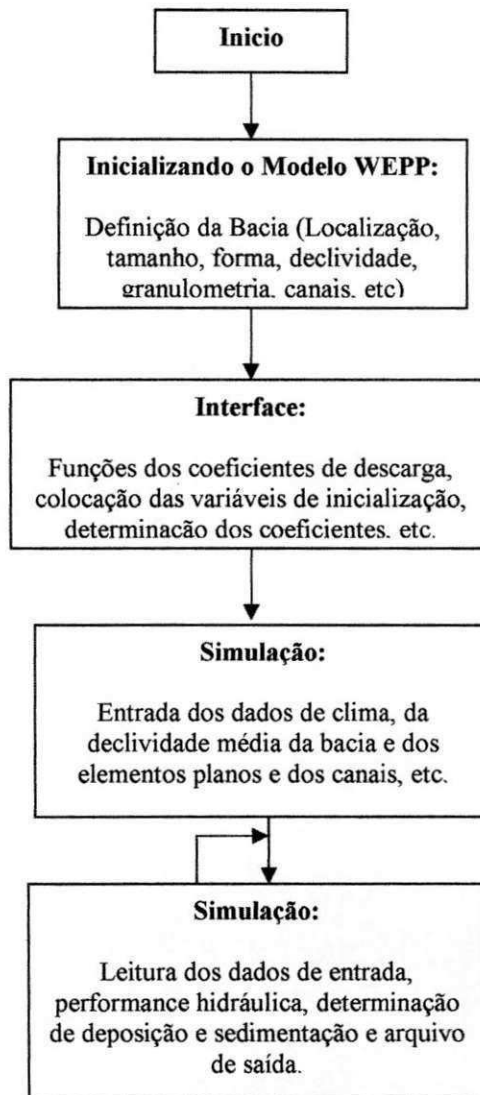 Inicio
Inicializando o Modelo WEPP:
Definição da Bacia (Localização,
tamanho, forma, declividade,
granulometria, canais, etc)
Interface:
Funções dos coeficientes de descarga,
colocação das variáveis de inicialização,
determinação dos coeficientes, etc.
Simulação:
Entrada dos dados de clima, da
declividade média da bacia e dos
elementos planos e dos canais, etc.
Simulação:
Leitura dos dados de entrada,
performance hidráulica, determinação
de deposição e sedimentação e arquivo
de saída.